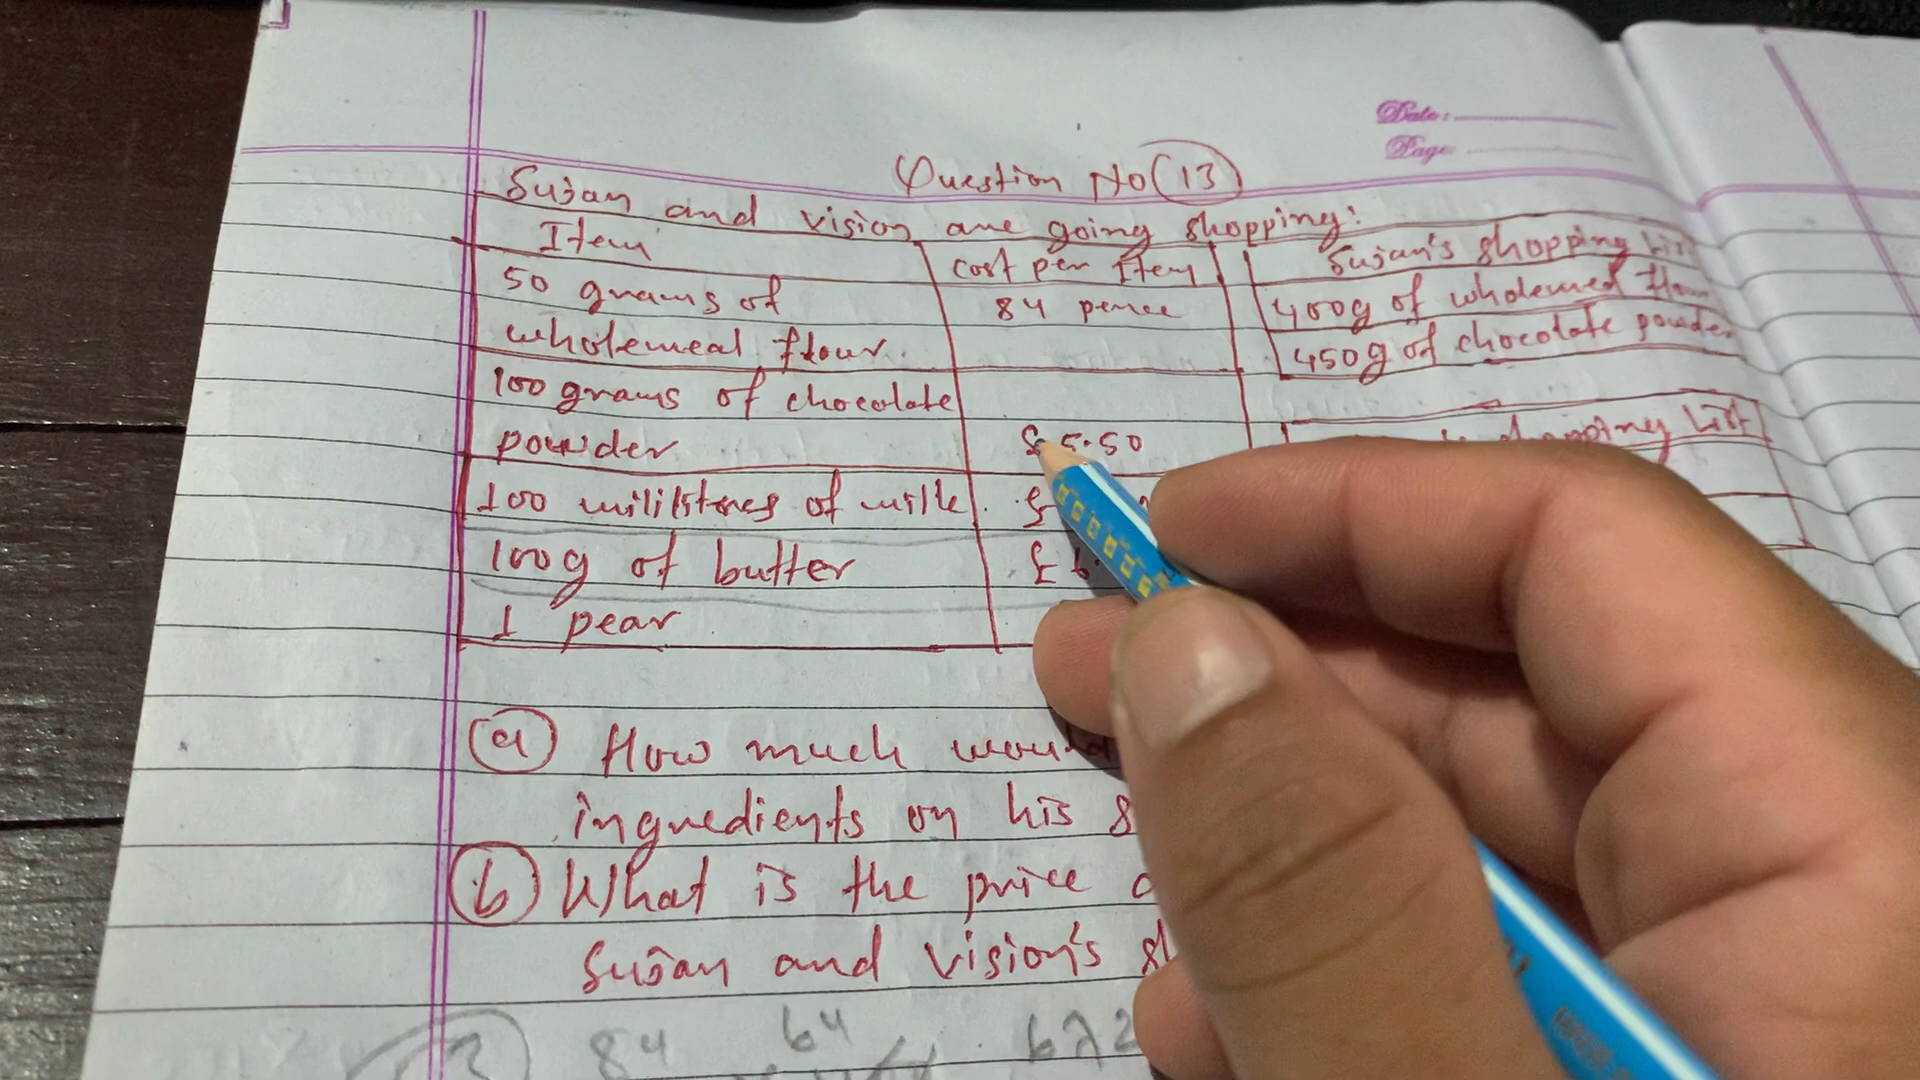 Date:
Page
Question No (13)
Sujan and vision are going shopping:
Item
cost per Item
Sujan's shopping List
50 grams of
84 pence
400g of wholemeal flour
wholemeal flour.
450g of chocolate powder
100 grams of chocolate
powder
£5.50
shopping List
100 mililitres of milk
£
100g of butter
£6.
1 pear
(a) How much would
ingredients on his s
(b) What is the price
Sujan and vision's sh
84
64
672